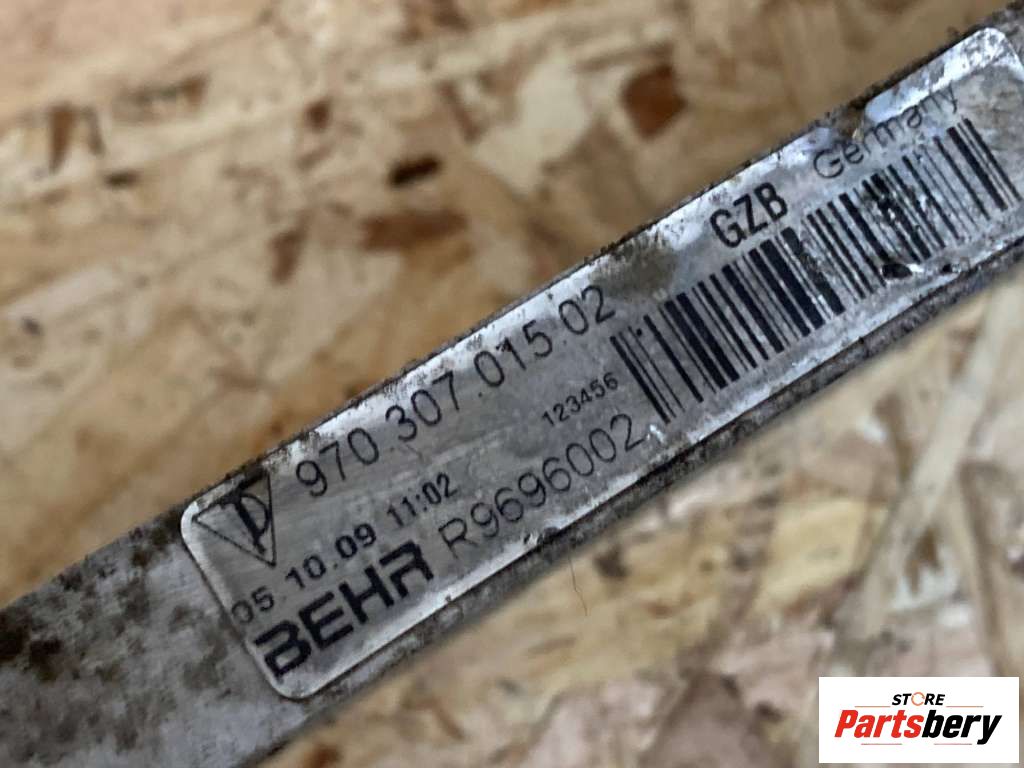 970.307.015.02 GZB Germany
05.10.09 11:02 123456
BEHR R9696002
STORE
Partsbery